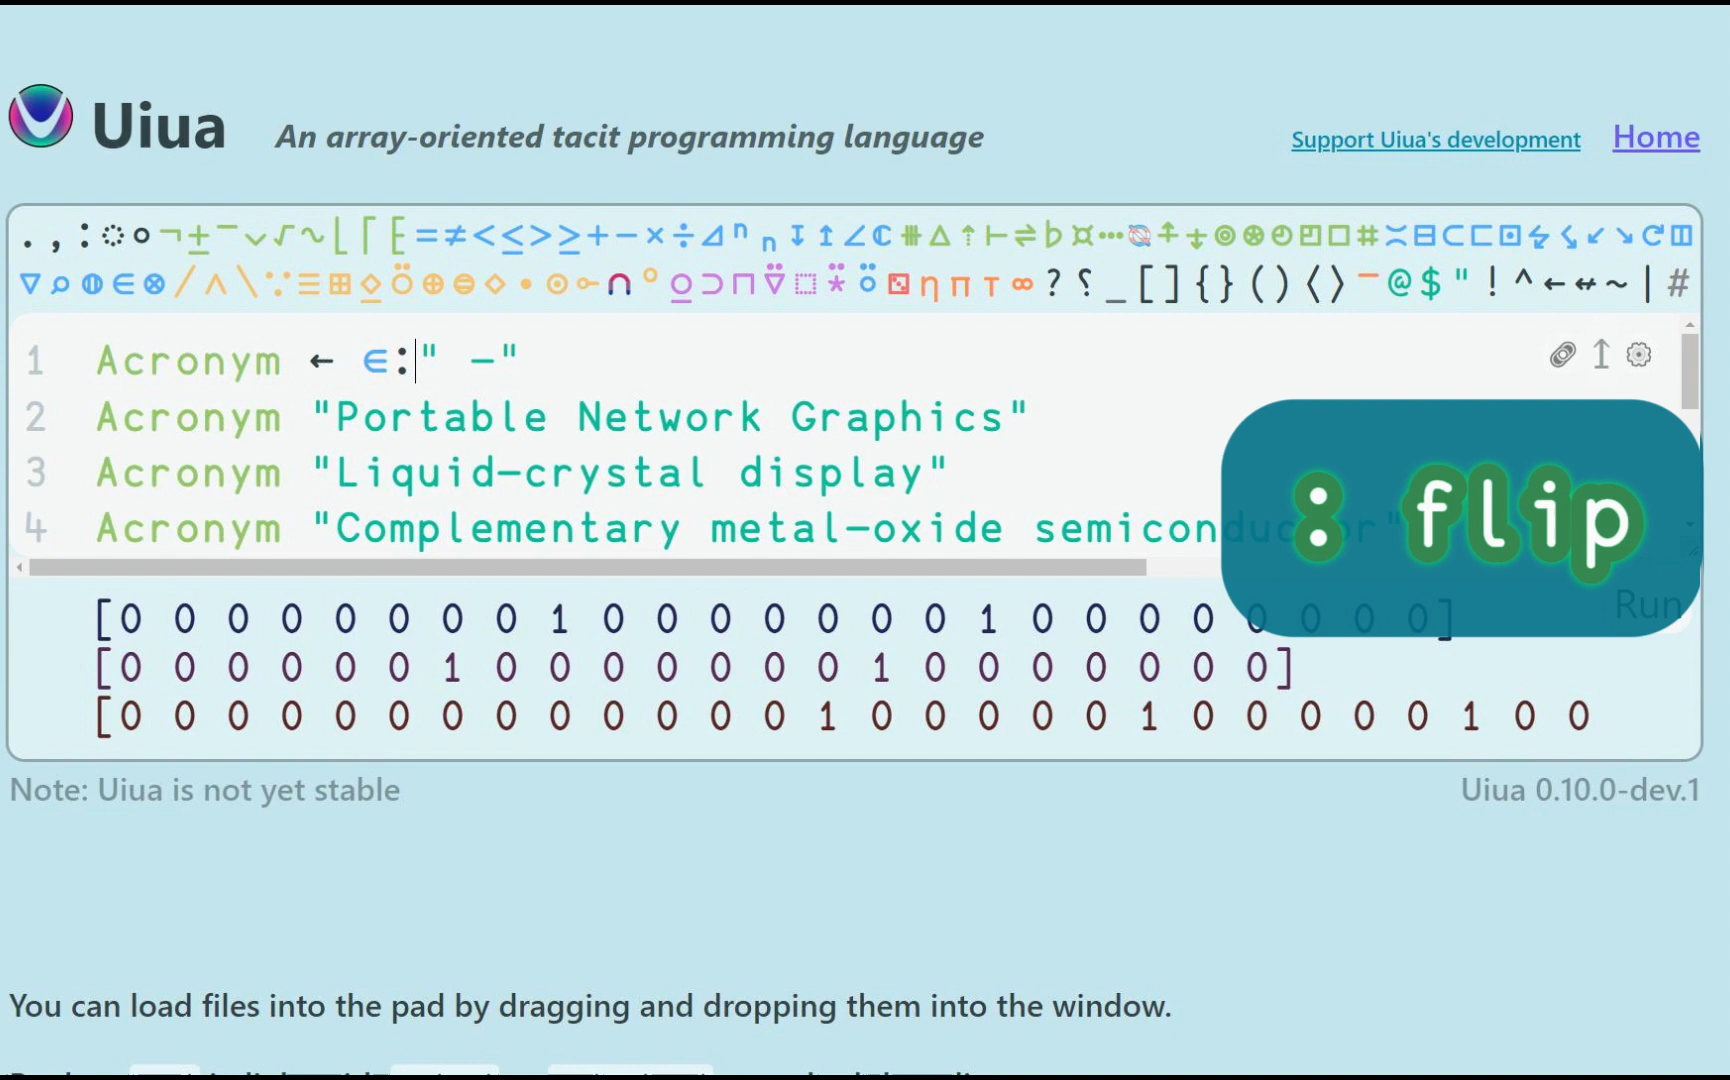 Uiua
An array-oriented tacit programming language
Support Uiua's development
Home
1 Acronym ← ∈:" -"
2 Acronym "Portable Network Graphics"
3 Acronym "Liquid-crystal display"
4 Acronym "Complementary metal-oxide semiconductor"
: flip
Run
[0 0 0 0 0 0 0 0 1 0 0 0 0 0 0 0 1 0 0 0 0 0 0 0 0]
[0 0 0 0 0 0 1 0 0 0 0 0 0 0 1 0 0 0 0 0 0 0]
[0 0 0 0 0 0 0 0 0 0 0 0 0 1 0 0 0 0 0 1 0 0 0 0 0 1 0 0
Note: Uiua is not yet stable
Uiua 0.10.0-dev.1
You can load files into the pad by dragging and dropping them into the window.